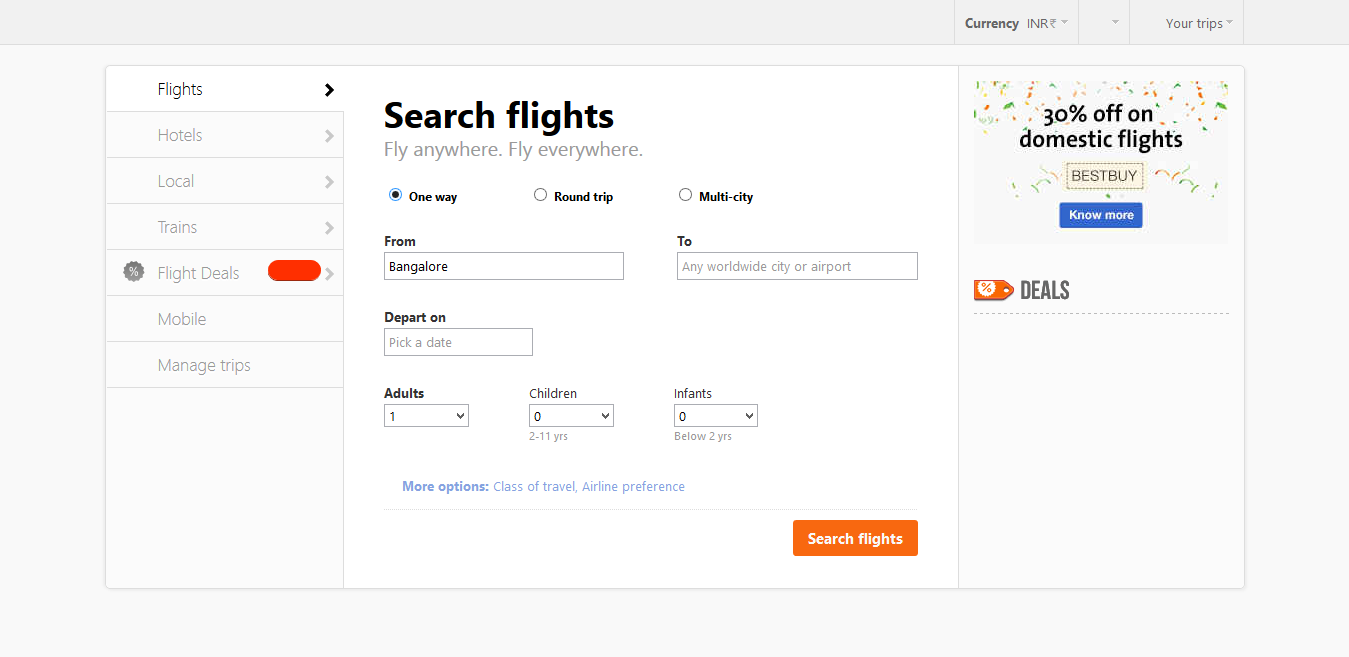 Currency INR₹
Your trips
Flights
Hotels
Local
Trains
% Flight Deals
Mobile
Manage trips
Search flights
Fly anywhere. Fly everywhere.
One way Round trip Multi-city
From To
Bangalore Any worldwide city or airport
Depart on
Pick a date
Adults Children Infants
1 0 0
2-11 yrs Below 2 yrs
More options: Class of travel, Airline preference
Search flights
30% off on
domestic flights
BESTBUY
Know more
% DEALS